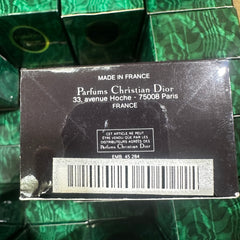 MADE IN FRANCE
Parfums Christian Dior
33, avenue Hoche - 75008 Paris
FRANCE
CET ARTICLE NE PEUT
ÊTRE VENDU QUE PAR LES
DISTRIBUTEURS AGRÉÉS DES
Parfums Christian Dior
EMB. 45 284